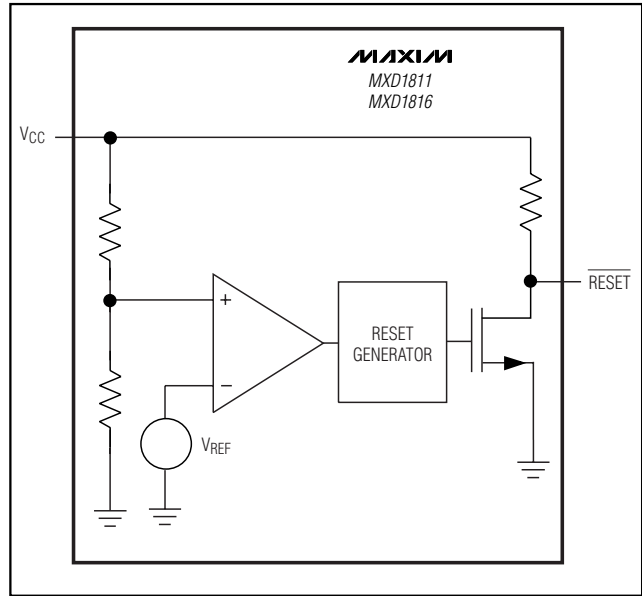 MAXIM
MXD1811
MXD1816
VCC
RESET
+
RESET
GENERATOR
−
VREF